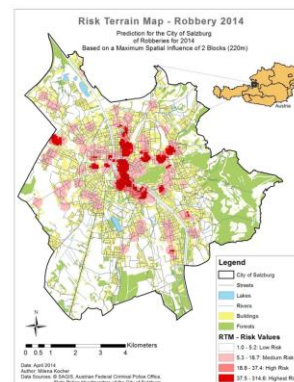 Risk Terrain Map - Robbery 2014
Prediction for the City of Salzburg
of Robberies for 2014
Based on a Maximum Spatial Influence of 2 Blocks (220m)
Austria
Legend
City of Salzburg
Streets
Lakes
Rivers
Buildings
Forests
RTM - Risk Values
1.0 - 5.2: Low Risk
5.3 - 18.7: Medium Risk
18.8 - 37.4: High Risk
37.5 - 314.6: Highest Risk
N
0 0.5 1 2 3 4
Kilometers
Date: April 2014
Author: Milena Kocher
Data Sources: © SAGIS, Austrian Federal Criminal Police Office,